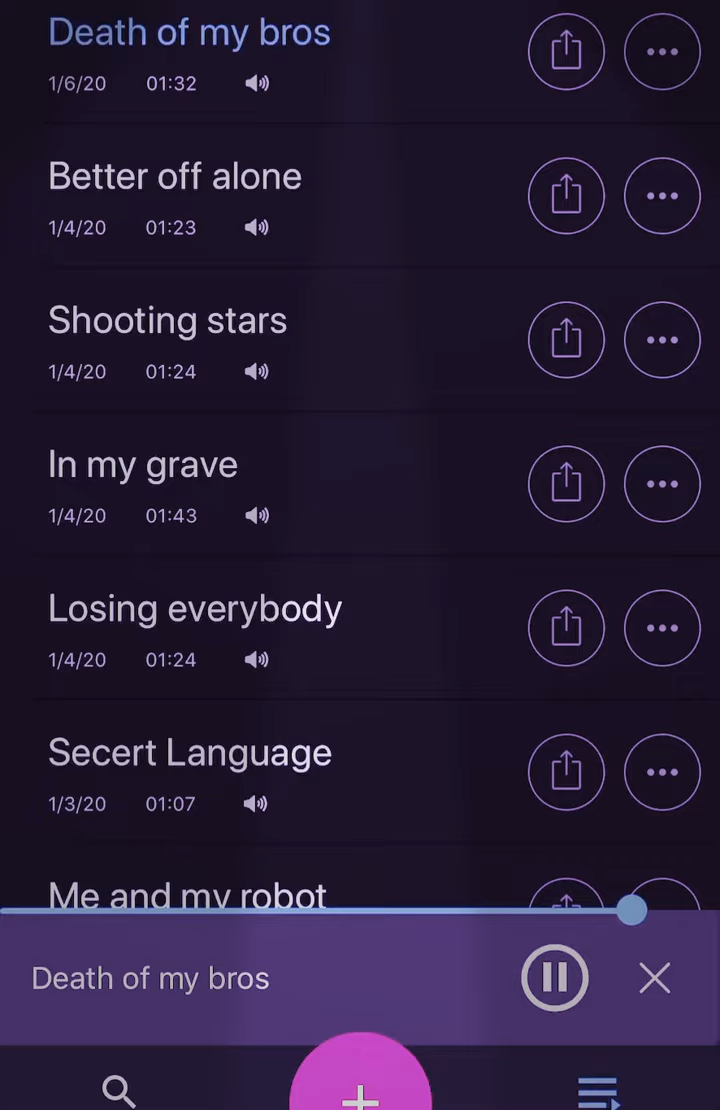 Death of my bros
1/6/20 01:32
Better off alone
1/4/20 01:23
Shooting stars
1/4/20 01:24
In my grave
1/4/20 01:43
Losing everybody
1/4/20 01:24
Secert Language
1/3/20 01:07
Me and my robot
Death of my bros